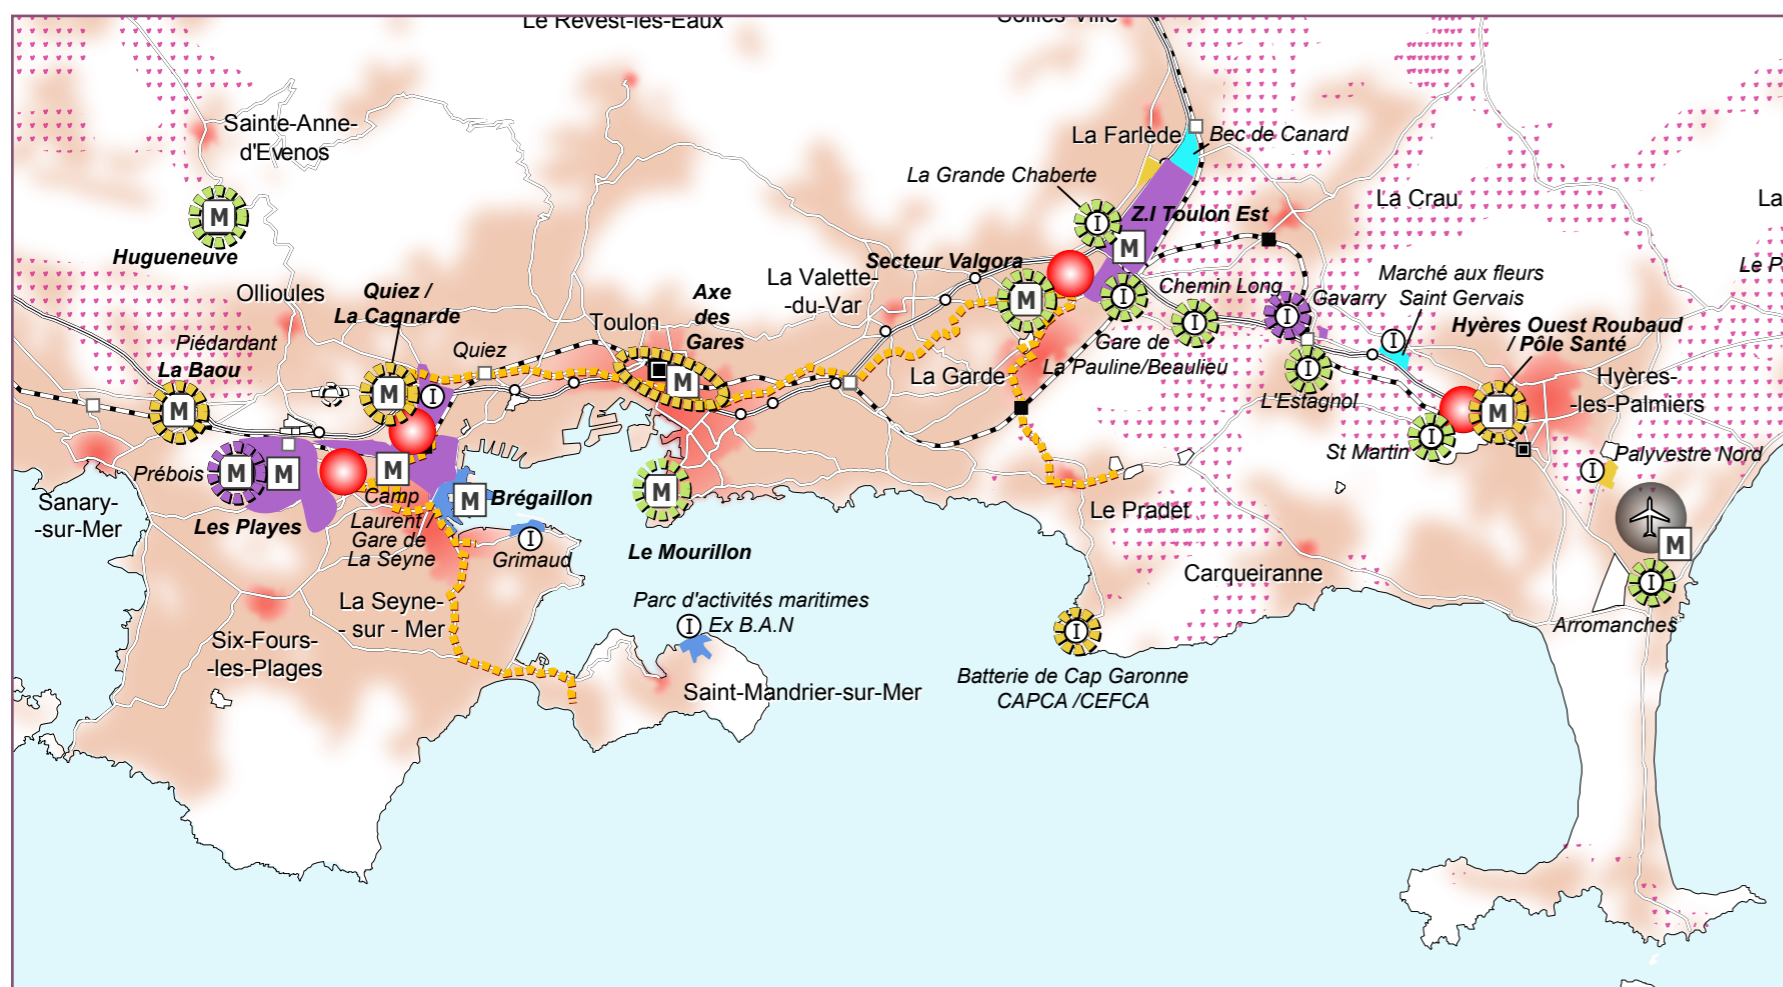 Le Revest-les-Eaux
Solliès-Ville
Sainte-Anne-
d'Evenos
La Farlède
Bec de Canard
La Grande Chaberte
I
La Crau
La
M
Z.I Toulon Est
M
Hugueneuve
Secteur Valgora
La Valette-
-du-Var
Marché aux fleurs
Saint Gervais
Le P
Ollioules
Quiez /
La Cagnarde
Axe
des
Gares
M
I
Chemin Long
I
Gavarry
I
Toulon
Piédardant
La Baou
Quiez
Gare de
La Pauline/Beaulieu
I
Hyères Ouest Roubaud
/ Pôle Santé
La Garde
M
M
I
M
L'Estagnol
I
Hyères-
-les-Palmiers
M
St Martin
I
Palyvestre Nord
I
Prébois
M
M
M
Sanary-
-sur-Mer
Les Playes
Camp
Laurent /
Gare de
La Seyne
M
Brégaillon
M
Le Pradet
I
Grimaud
Le Mourillon
M
Carqueiranne
I
Arromanches
La Seyne-
- sur - Mer
Parc d'activités maritimes
I
Ex B.A.N
I
Six-Fours-
-les-Plages
Saint-Mandrier-sur-Mer
Batterie de Cap Garonne
CAPCA /CEFCA